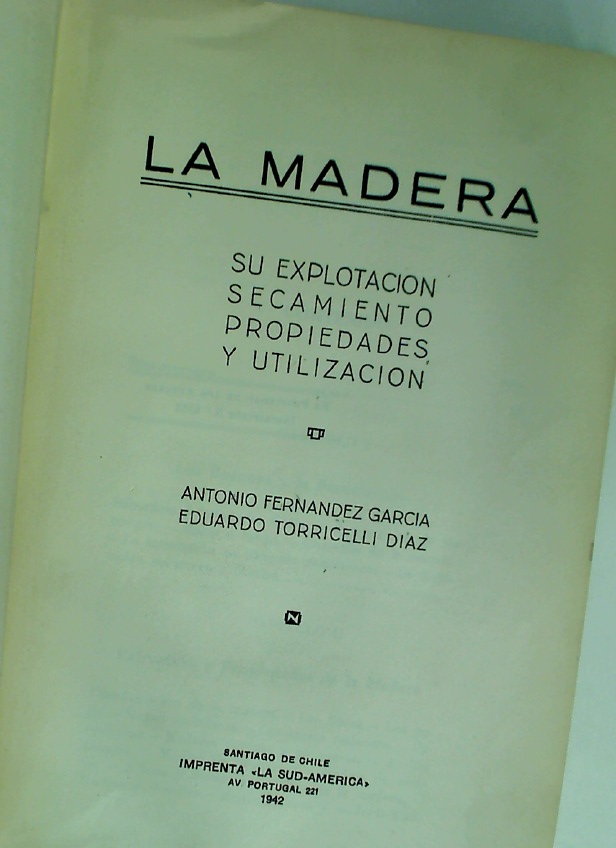 LA MADERA
SU EXPLOTACION
SECAMIENTO
PROPIEDADES
Y UTILIZACION
ANTONIO FERNANDEZ GARCIA
EDUARDO TORRICELLI DIAZ
N
SANTIAGO DE CHILE
IMPRENTA «LA SUD-AMERICA»
AV PORTUGAL 221
1942